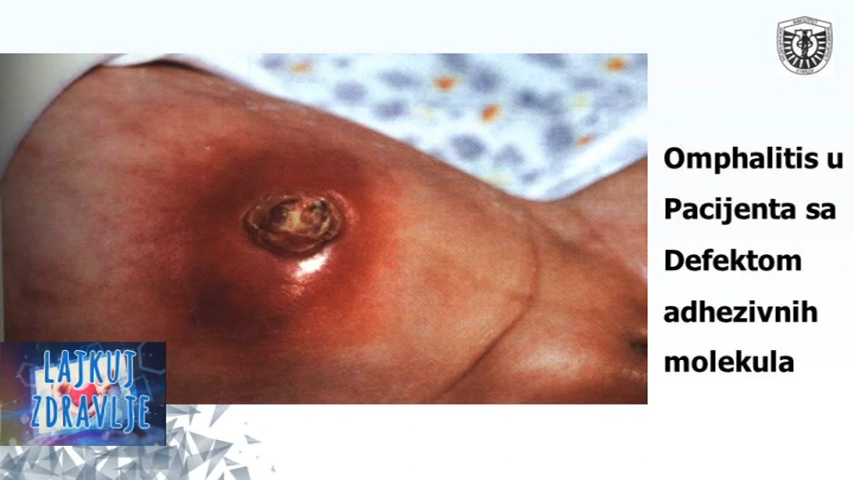 Omphalitis u
Pacijenta sa
Defektom
adhezivnih
molekula
LAJKUJ
ZDRAVLJE